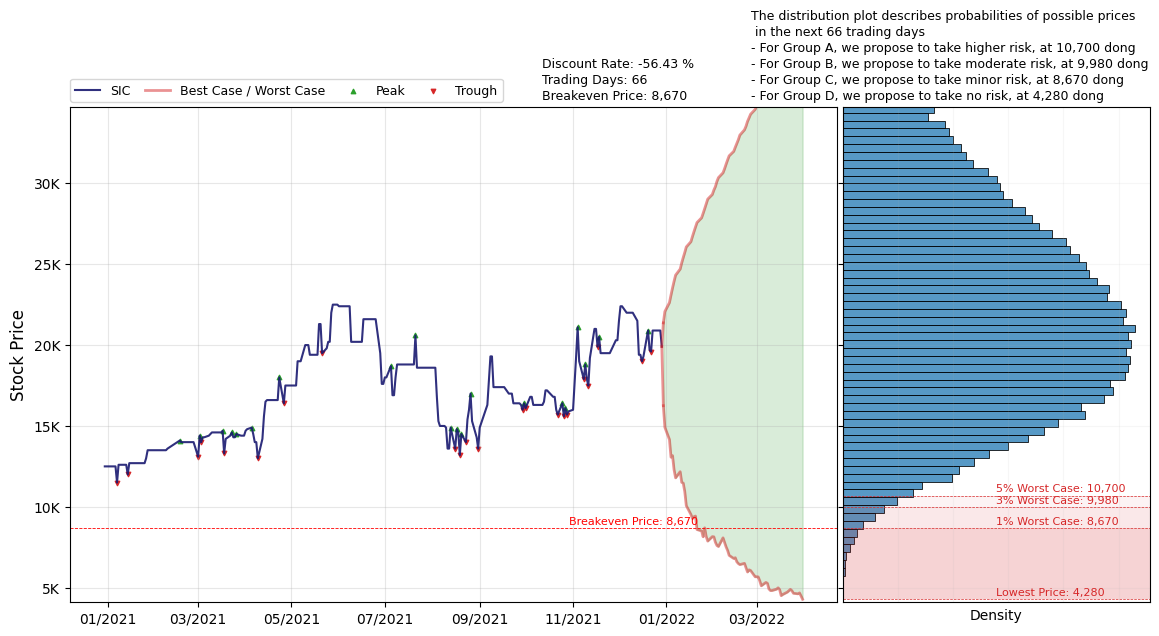 The distribution plot describes probabilities of possible prices
in the next 66 trading days
- For Group A, we propose to take higher risk, at 10,700 dong
- For Group B, we propose to take moderate risk, at 9,980 dong
- For Group C, we propose to take minor risk, at 8,670 dong
- For Group D, we propose to take no risk, at 4,280 dong
Discount Rate: -56.43 %
Trading Days: 66
Breakeven Price: 8,670
SIC
Best Case / Worst Case
Peak
Trough
Stock Price
30K
25K
20K
15K
10K
5K
Breakeven Price: 8,670
01/2021
03/2021
05/2021
07/2021
09/2021
11/2021
01/2022
03/2022
5% Worst Case: 10,700
3% Worst Case: 9,980
1% Worst Case: 8,670
Lowest Price: 4,280
Density